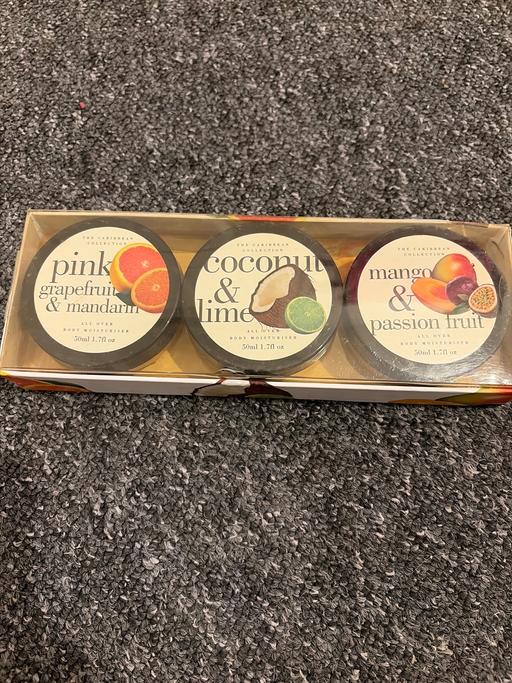 THE CARIBBEAN
COLLECTION
pink
grapefruit
& mandarin
ALL OVER
BODY MOISTURISER
50ml 1.7fl oz
THE CARIBBEAN
COLLECTION
coconut
&
lime
ALL OVER
BODY MOISTURISER
50ml 1.7fl oz
THE CARIBBEAN
COLLECTION
mango
&
passion fruit
ALL OVER
BODY MOISTURISER
50ml 1.7fl oz